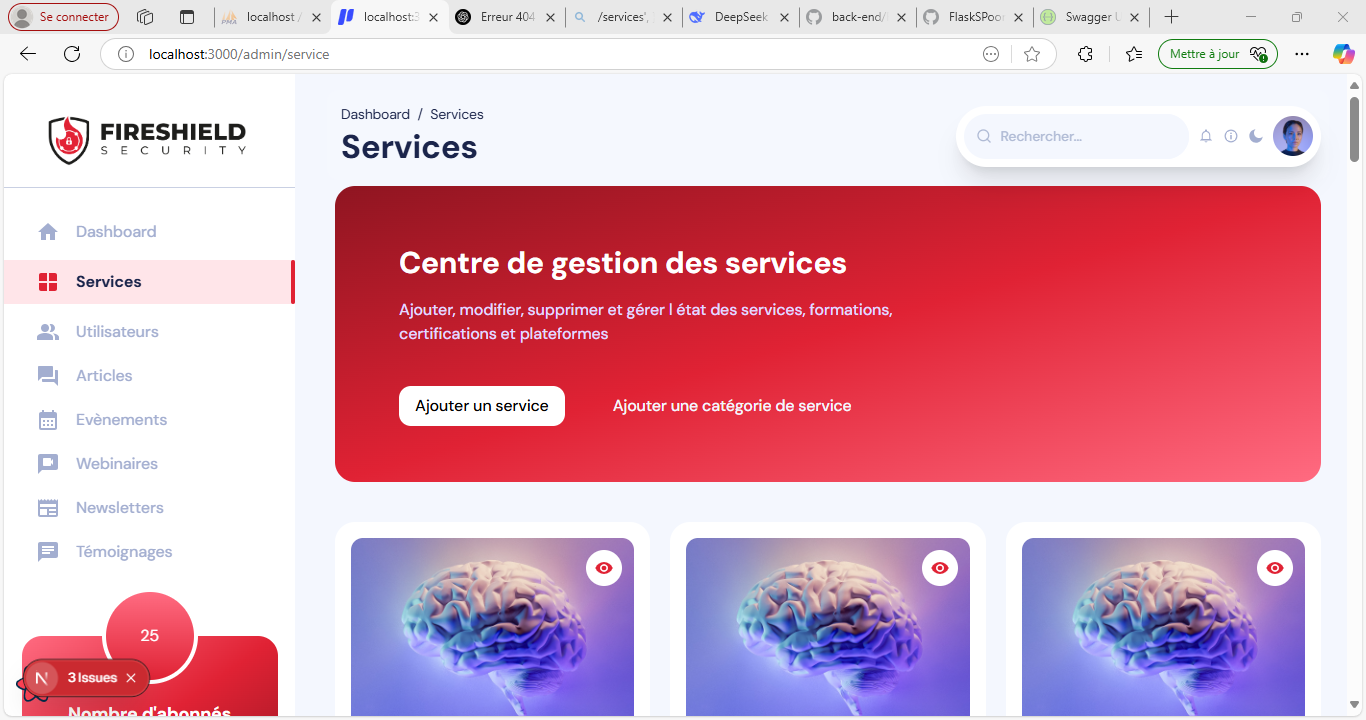 Se connecter
localhost /
localhost:3
Erreur 404
/services',
DeepSeek
back-end/
FlaskSPoo
Swagger U
localhost:3000/admin/service
Mettre à jour
FIRESHIELD
SECURITY
Dashboard
Services
Utilisateurs
Articles
Evènements
Webinaires
Newsletters
Témoignages
25
N 3 Issues
Nombre d'abonnés
Dashboard / Services
Services
Rechercher...
Centre de gestion des services
Ajouter, modifier, supprimer et gérer l état des services, formations,
certifications et plateformes
Ajouter un service
Ajouter une catégorie de service